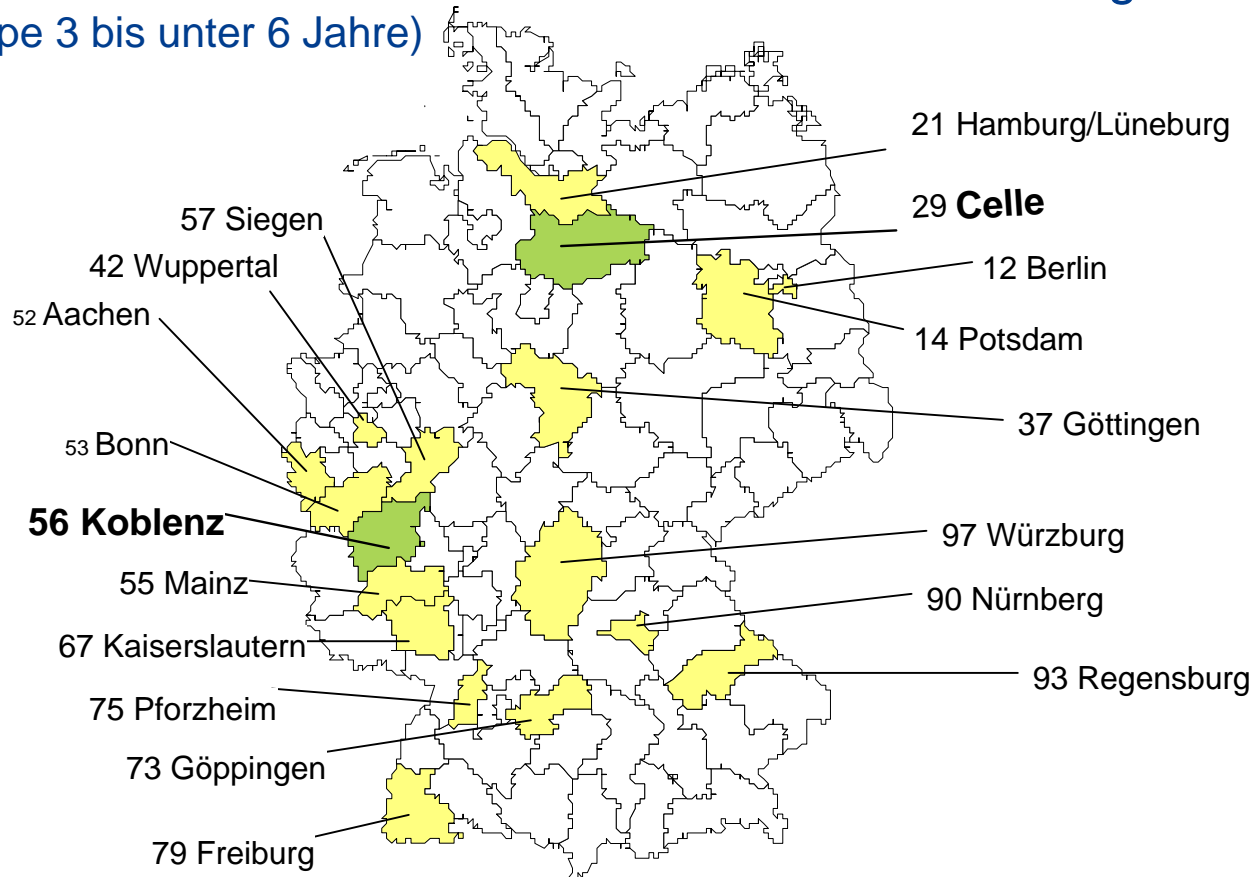 g
pe 3 bis unter 6 Jahre)
21 Hamburg/Lüneburg
29 Celle
57 Siegen
42 Wuppertal
12 Berlin
52 Aachen
14 Potsdam
37 Göttingen
53 Bonn
56 Koblenz
97 Würzburg
55 Mainz
90 Nürnberg
67 Kaiserslautern
93 Regensburg
75 Pforzheim
73 Göppingen
79 Freiburg